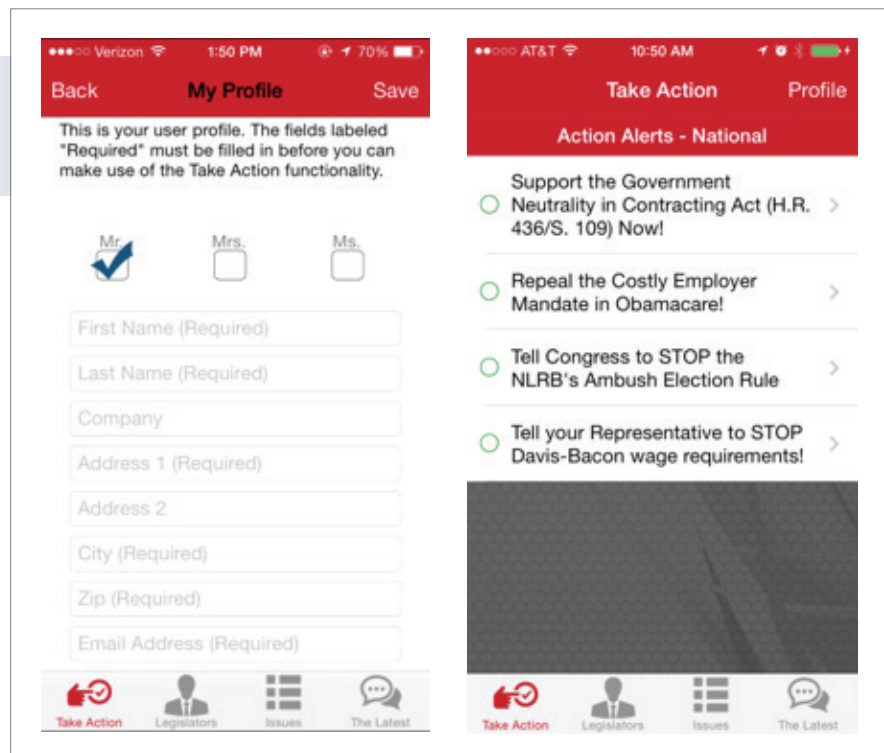 Verizon 1:50 PM 70%
Back My Profile Save
This is your user profile. The fields labeled
"Required" must be filled in before you can
make use of the Take Action functionality.
Mr. Mrs. Ms.
First Name (Required)
Last Name (Required)
Company
Address 1 (Required)
Address 2
City (Required)
Zip (Required)
Email Address (Required)
Take Action Legislators Issues The Latest
AT&T 10:50 AM
Take Action Profile
Action Alerts - National
Support the Government
Neutrality in Contracting Act (H.R.
436/S. 109) Now!
Repeal the Costly Employer
Mandate in Obamacare!
Tell Congress to STOP the
NLRB's Ambush Election Rule
Tell your Representative to STOP
Davis-Bacon wage requirements!
Take Action Legislators Issues The Latest